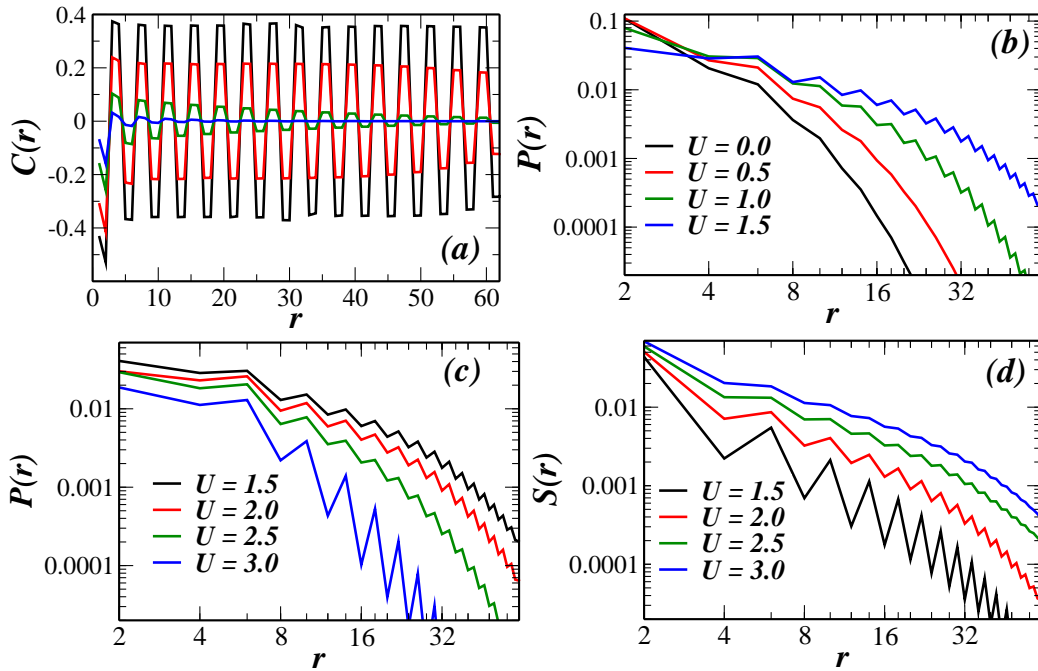 0.4
0.2
0
-0.2
-0.4
C(r)
(a)
0 10 20 30 40 50 60
r
0.1
0.01
0.001
0.0001
P(r)
(b)
U = 0.0
U = 0.5
U = 1.0
U = 1.5
2 4 8 16 32
r
0.01
0.001
0.0001
P(r)
(c)
U = 1.5
U = 2.0
U = 2.5
U = 3.0
2 4 8 16 32
r
0.01
0.001
0.0001
S(r)
(d)
U = 1.5
U = 2.0
U = 2.5
U = 3.0
2 4 8 16 32
r